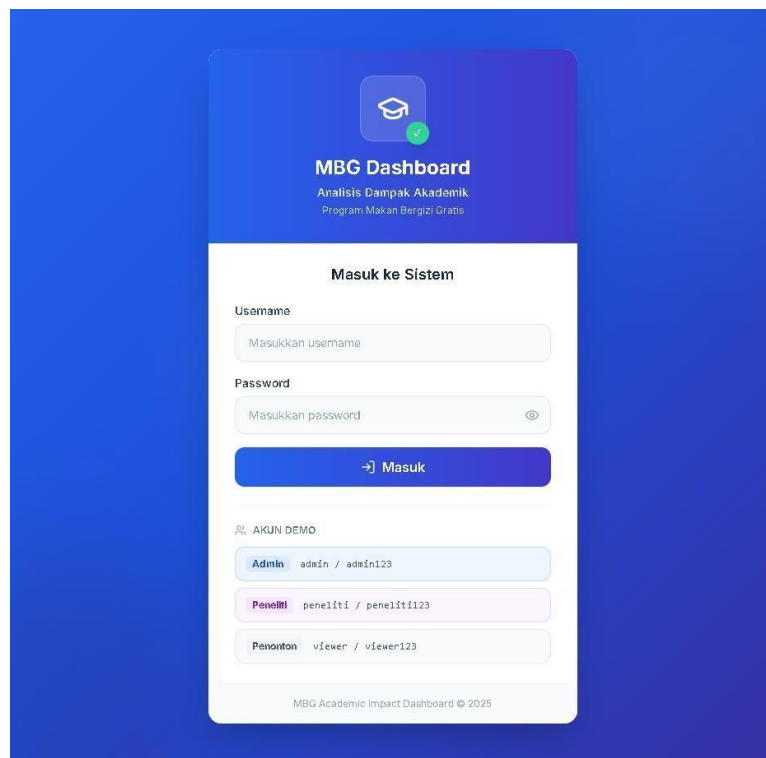 MBG Dashboard
Analisis Dampak Akademik
Program Makan Bergizi Gratis
Masuk ke Sistem
Username
Masukkan username
Password
Masukkan password
Masuk
AKUN DEMO
Admin admin / admin123
Peneliti peneliti / peneliti123
Penonton viewer / viewer123
MBG Academic Impact Dashboard © 2025